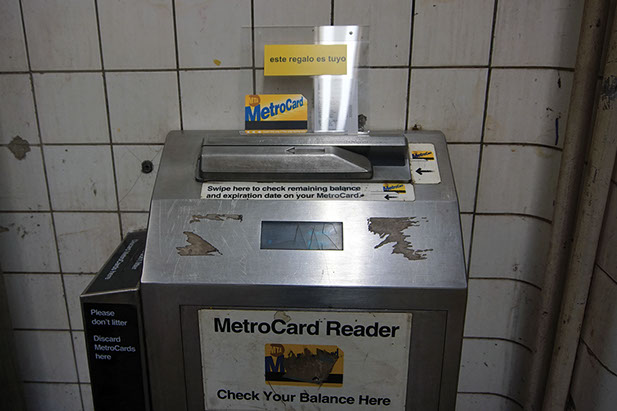 este regalo es tuyo
MetroCard
Swipe here to check remaining balance
and expiration date on your MetroCard.
MetroCard Reader
Check Your Balance Here
Please
don't litter
Discard
MetroCards
here